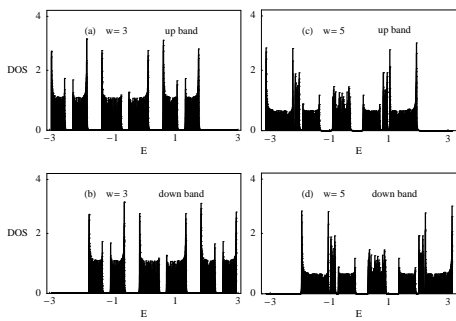 4
(a) w= 3 up band
DOS
2
0
-3 -1 1 3
E
4
(c) w= 5 up band
2
0
-3 -1 1 3
E
4
(b) w= 3 down band
DOS
2
0
-3 -1 1 3
E
4
(d) w= 5 down band
2
0
-3 -1 1 3
E